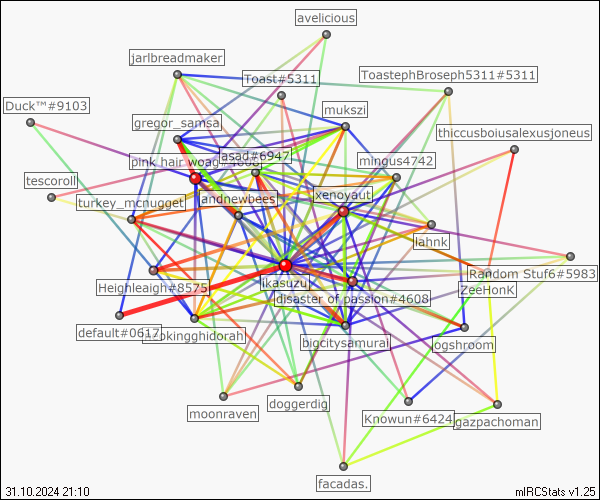 avelicious
jarlbreadmaker
Toast#5311
ToastephBroseph5311#5311
Duck™#9103
mukszi
gregor_samsa
thiccusboiusalexusjoneus
asad#6947
pink hair woag#4868
mingus4742
tescoroll
xenoyaut
turkey_mcnugget
andnewbees
lahnk
Random Stuf6#5983
ikasuzu
ZeeHonK
Heighleaigh#8575
disaster of passion#4608
default#0617
kingghidorah
bigcitysamurai
ogshroom
moonraven
doggerdig
Knowun#6424
gazpachoman
facadas.
31.10.2024 21:10
mIRCStats v1.25